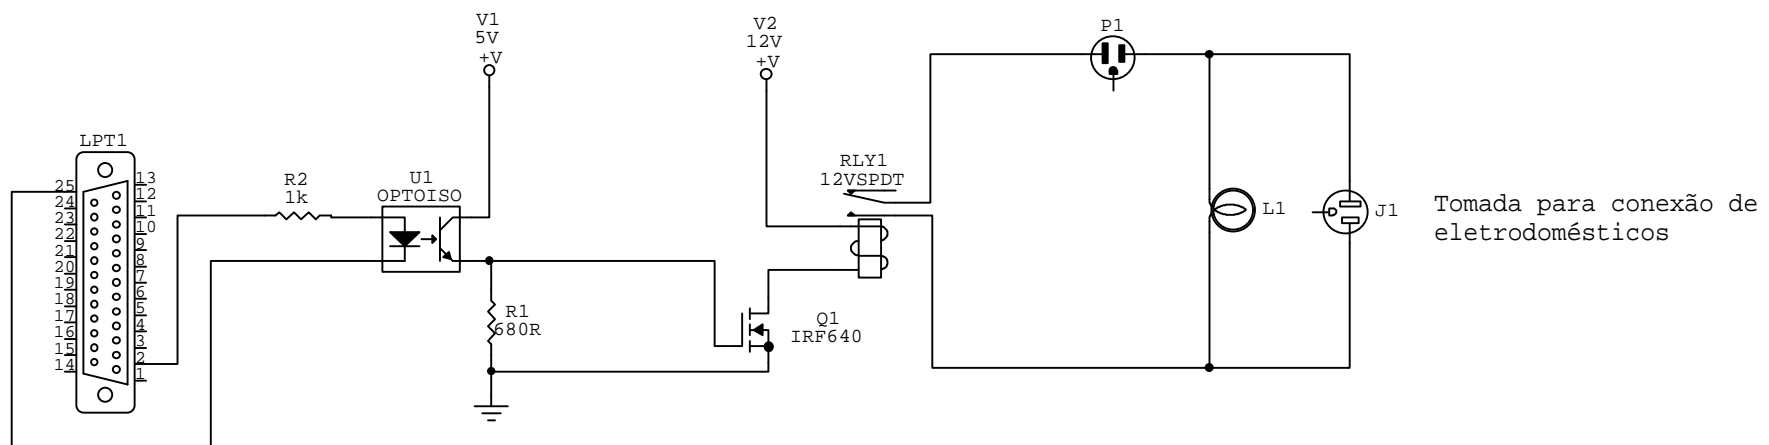 V1
5V
+V
V2
12V
+V
P1
LPT1
13
12
11
10
9
8
7
6
5
4
3
2
1
25
24
23
22
21
20
19
18
17
16
15
14
R2
1k
U1
OPTOISO
R1
680R
Q1
IRF640
RLY1
12VSPDT
L1
J1
Tomada para conexão de
eletrodomésticos